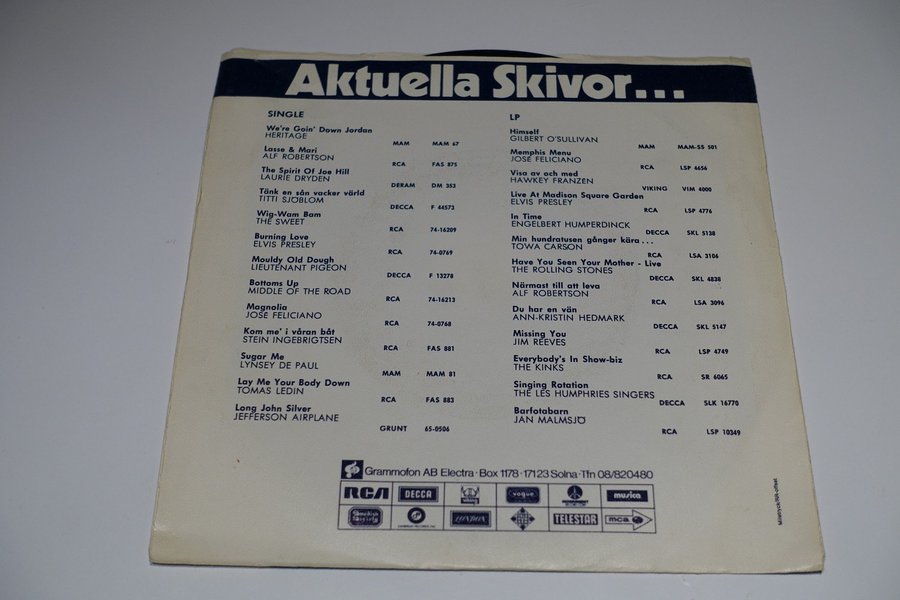 Aktuella Skivor...
SINGLE
We're Goin' Down Jordan
HERITAGE
MAM MAM 67
Lasse & Mari
ALF ROBERTSON
RCA FAS 875
The Spirit Of Joe Hill
LAURIE DRYDEN
DERAM DM 353
Tänk en sån vacker värld
TITTI SJÖBLOM
DECCA F 44573
Wig-Wam Bam
THE SWEET
RCA 74-16209
Burning Love
ELVIS PRESLEY
RCA 74-0769
Mouldy Old Dough
LIEUTENANT PIGEON
DECCA F 13278
Bottoms Up
MIDDLE OF THE ROAD
RCA 74-16213
Magnolia
JOSÉ FELICIANO
RCA 74-0768
Kom me' i våran båt
STEIN INGEBRIGTSEN
RCA FAS 881
Sugar Me
LYNSEY DE PAUL
MAM MAM 81
Lay Me Your Body Down
TOMAS LEDIN
RCA FAS 883
Long John Silver
JEFFERSON AIRPLANE
GRUNT 65-0506
LP
Himself
GILBERT O'SULLIVAN
MAM MAM-SS 501
Memphis Menu
JOSÉ FELICIANO
RCA LSP 4656
Visa av och med
HAWKEY FRANZÉN
VIKING VIM 4000
Live At Madison Square Garden
ELVIS PRESLEY
RCA LSP 4776
In Time
ENGELBERT HUMPERDINCK
DECCA SKL 5138
Min hundratusen gånger kära...
TOWA CARSON
RCA LSA 3106
Have You Seen Your Mother - Live
THE ROLLING STONES
DECCA SKL 4838
Närmast till att leva
ALF ROBERTSON
RCA LSA 3096
Du har en vän
ANN-KRISTIN HEDMARK
DECCA SKL 5147
Missing You
JIM REEVES
RCA LSP 4749
Everybody's In Show-biz
THE KINKS
RCA SR 6065
Singing Rotation
THE LES HUMPHRIES SINGERS
DECCA SLK 16770
Barfotabarn
JAN MALMSJÖ
RCA LSP 10349
Grammofon AB Electra · Box 1178 · 17123 Solna · Tfn 08/820480
RCA DECCA viking vogue musica
LONDON TELESTAR mca